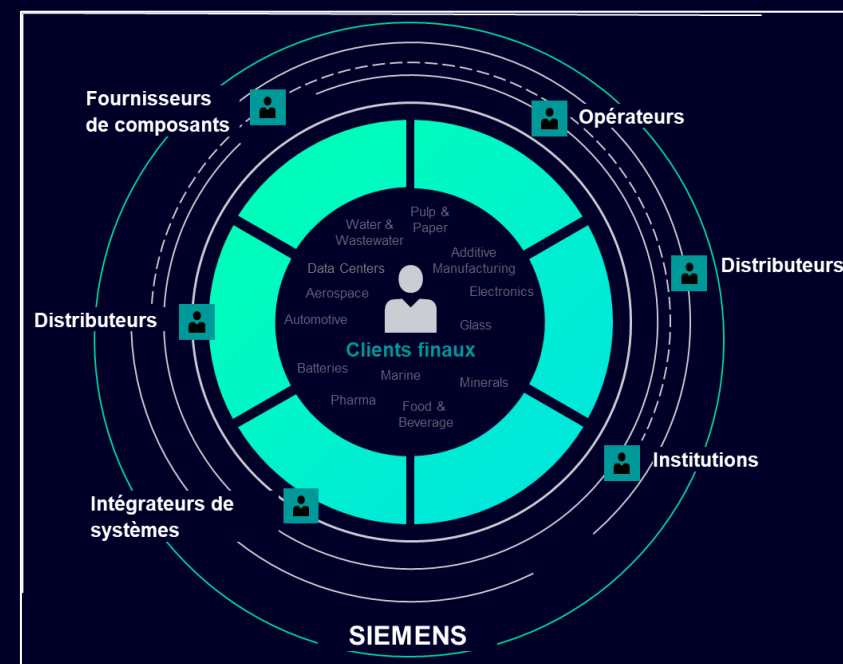 Fournisseurs
de composants
Opérateurs
Distributeurs
Distributeurs
Institutions
Intégrateurs de
systèmes
Water &
Wastewater
Pulp &
Paper
Additive
Manufacturing
Data Centers
Aerospace
Electronics
Automotive
Glass
Clients finaux
Batteries
Marine
Minerals
Pharma
Food &
Beverage
SIEMENS